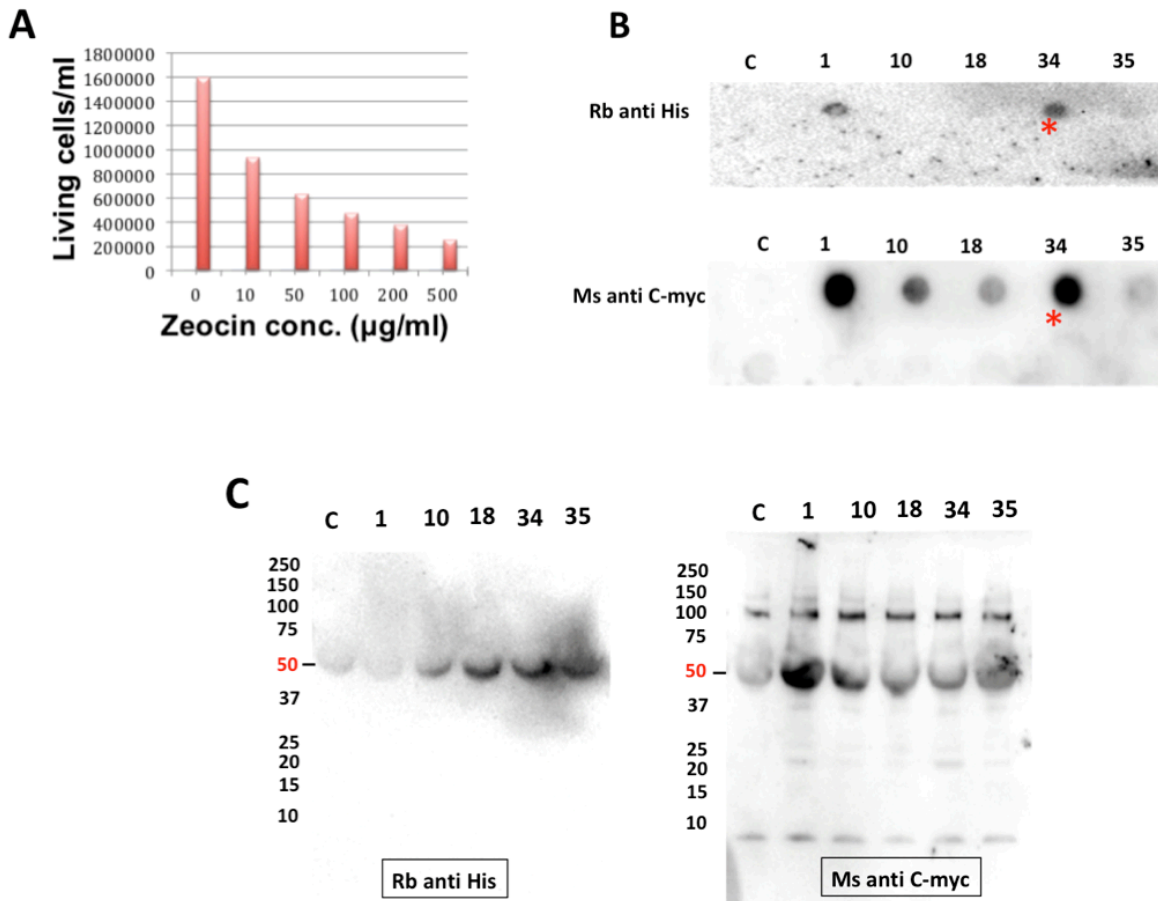 A
1800000
1600000
1400000
1200000
1000000
800000
600000
400000
200000
0
Living cells/ml
0 10 50 100 200 500
Zeocin conc. (µg/ml)
B
C 1 10 18 34 35
Rb anti His
*
C 1 10 18 34 35
Ms anti C-myc
*
C
C 1 10 18 34 35
250
150
100
75
50
37
25
20
15
10
Rb anti His
C 1 10 18 34 35
250
150
100
75
50
37
25
20
15
10
Ms anti C-myc